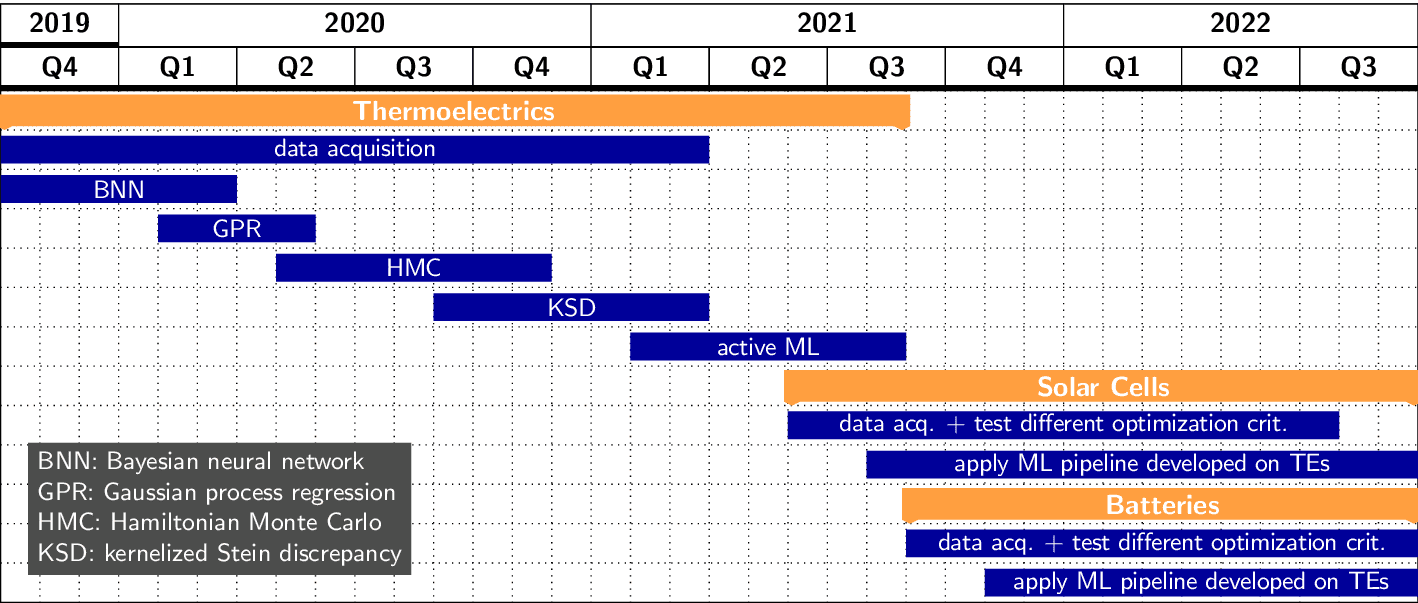 2019 2020 2021 2022
Q4 Q1 Q2 Q3 Q4 Q1 Q2 Q3 Q4 Q1 Q2 Q3
Thermoelectrics
data acquisition
BNN
GPR
HMC
KSD
active ML
Solar Cells
data acq. + test different optimization crit.
apply ML pipeline developed on TEs
Batteries
data acq. + test different optimization crit.
apply ML pipeline developed on TEs
BNN: Bayesian neural network
GPR: Gaussian process regression
HMC: Hamiltonian Monte Carlo
KSD: kernelized Stein discrepancy